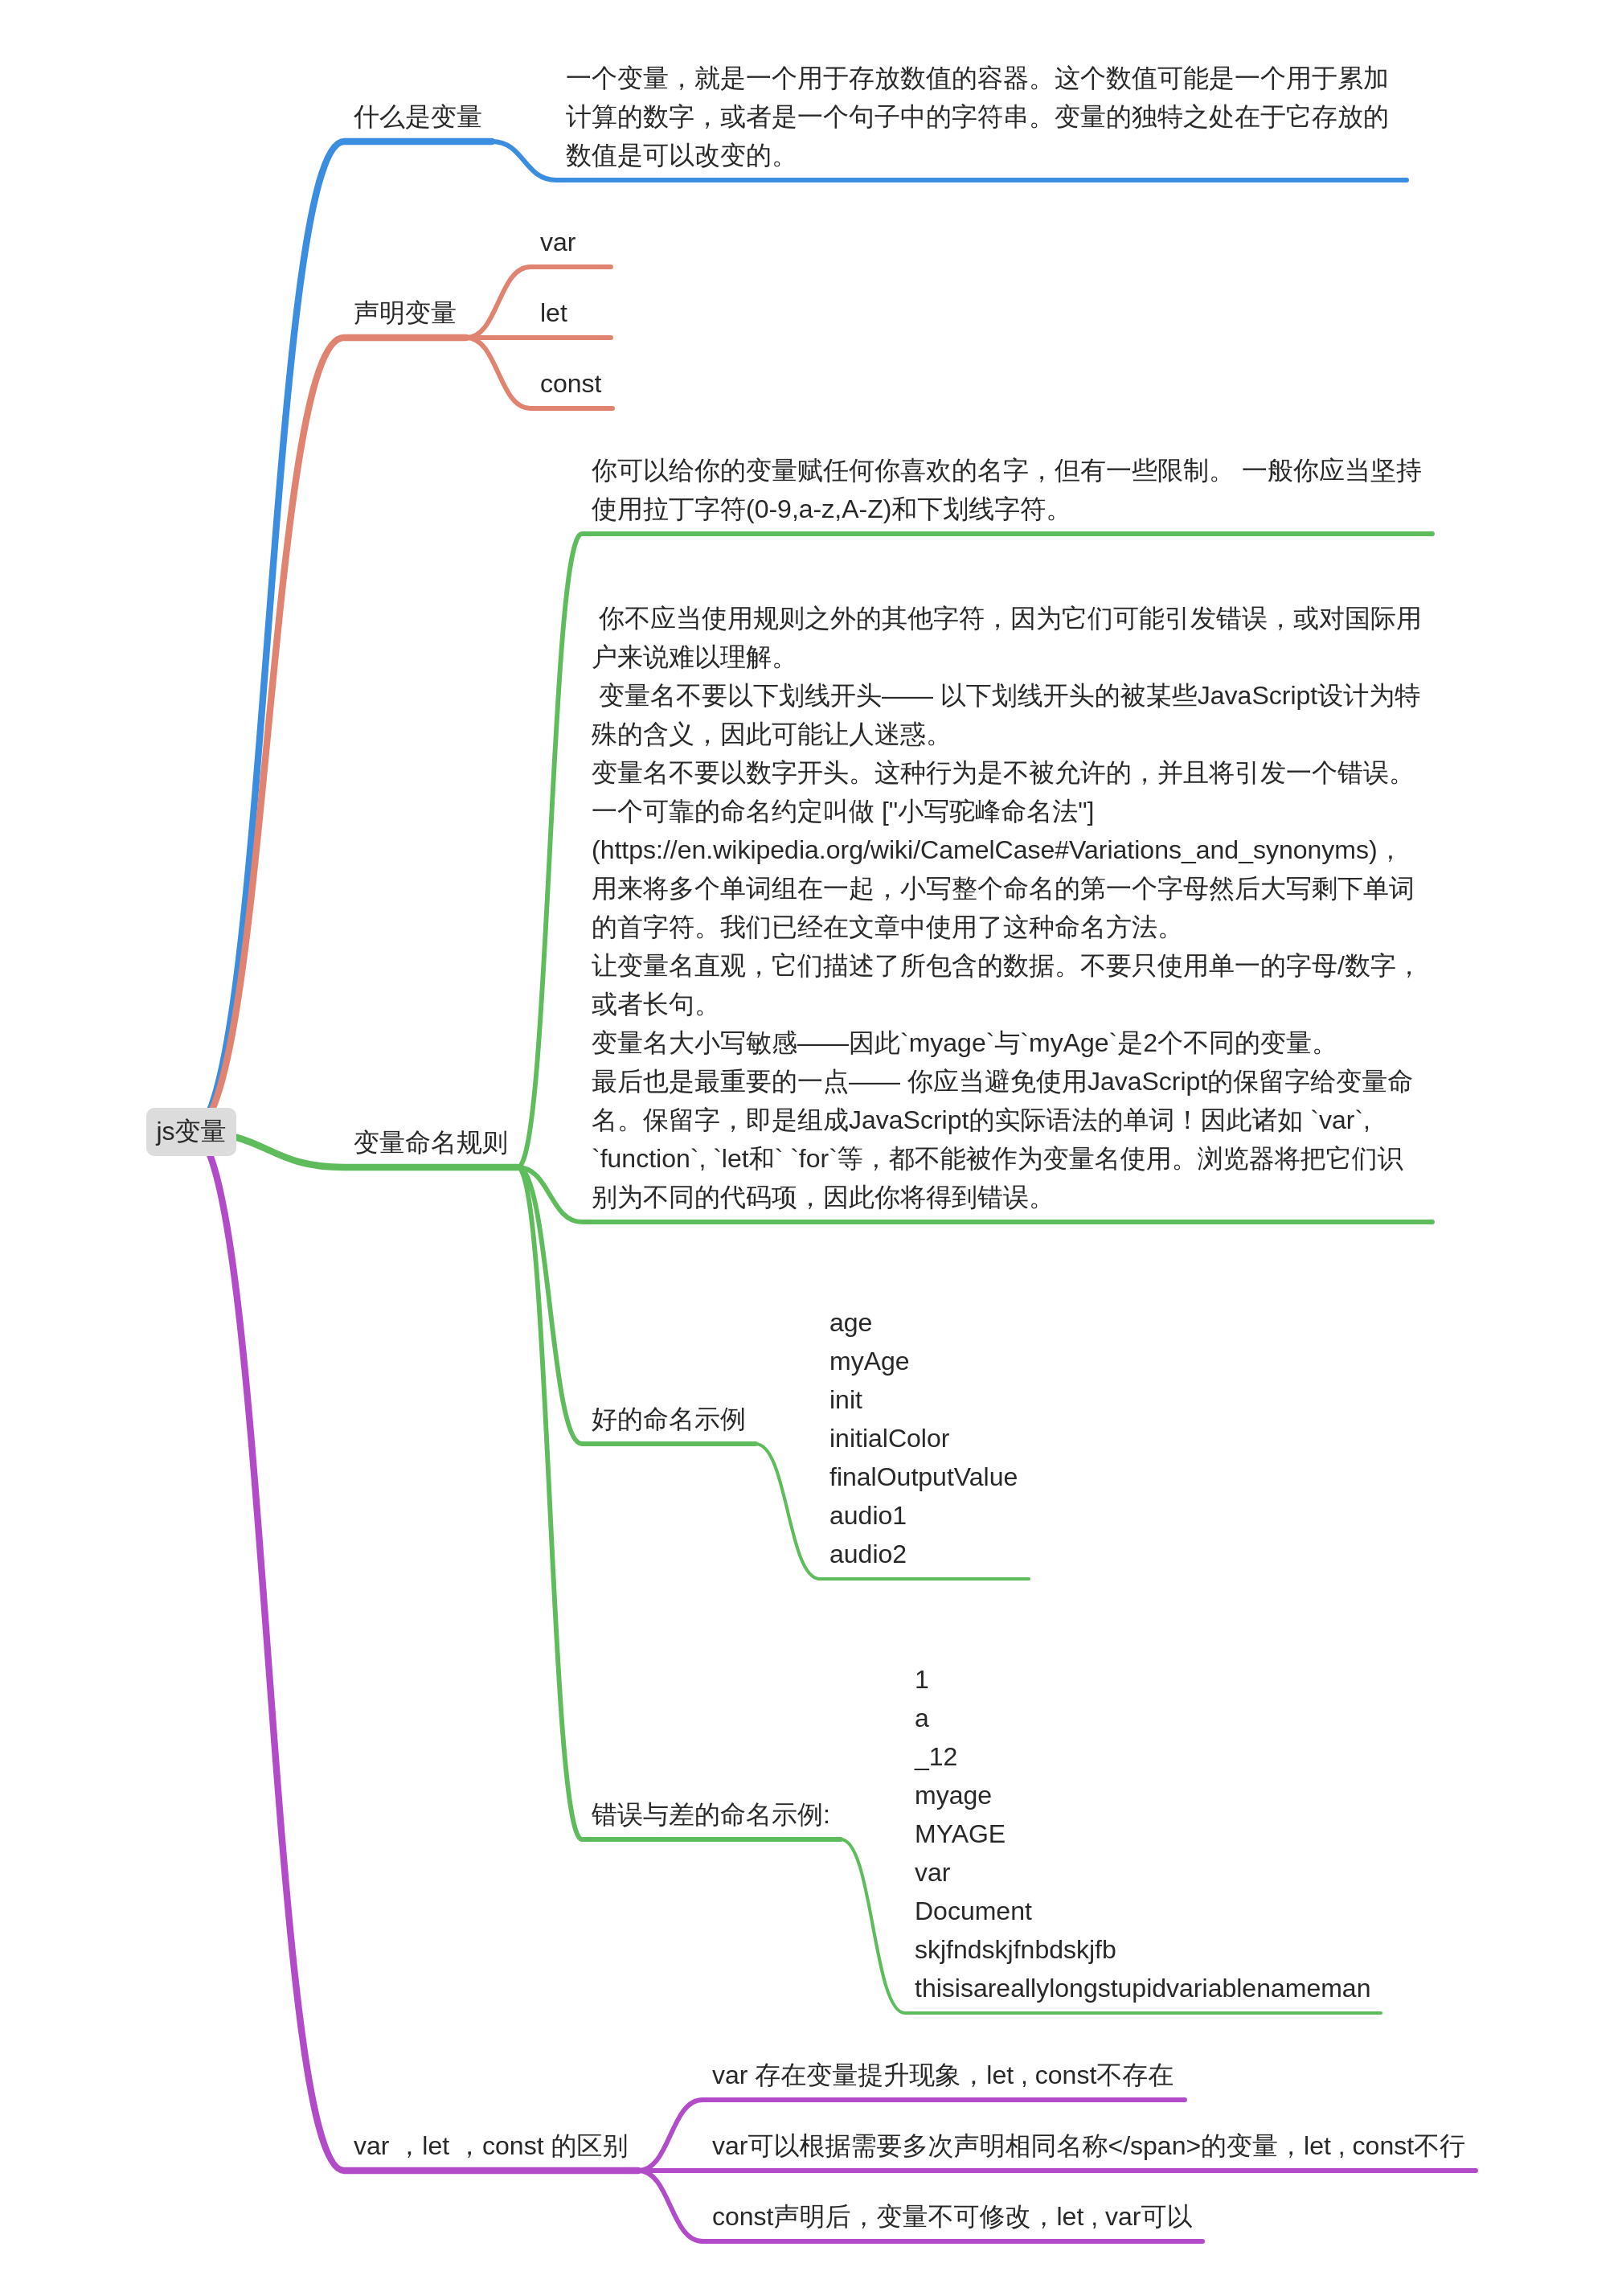 什么是变量
一个变量，就是一个用于存放数值的容器。这个数值可能是一个用于累加
计算的数字，或者是一个句子中的字符串。变量的独特之处在于它存放的
数值是可以改变的。
声明变量
var
let
const
js变量
变量命名规则
你可以给你的变量赋任何你喜欢的名字，但有一些限制。 一般你应当坚持
使用拉丁字符(0-9,a-z,A-Z)和下划线字符。
你不应当使用规则之外的其他字符，因为它们可能引发错误，或对国际用
户来说难以理解。
变量名不要以下划线开头—— 以下划线开头的被某些JavaScript设计为特
殊的含义，因此可能让人迷惑。
变量名不要以数字开头。这种行为是不被允许的，并且将引发一个错误。
一个可靠的命名约定叫做 ["小写驼峰命名法"]
(https://en.wikipedia.org/wiki/CamelCase#Variations_and_synonyms)，
用来将多个单词组在一起，小写整个命名的第一个字母然后大写剩下单词
的首字符。我们已经在文章中使用了这种命名方法。
让变量名直观，它们描述了所包含的数据。不要只使用单一的字母/数字，
或者长句。
变量名大小写敏感——因此`myage`与`myAge`是2个不同的变量。
最后也是最重要的一点—— 你应当避免使用JavaScript的保留字给变量命
名。保留字，即是组成JavaScript的实际语法的单词！因此诸如 `var`,
`function`, `let和` `for`等，都不能被作为变量名使用。浏览器将把它们识
别为不同的代码项，因此你将得到错误。
好的命名示例
age
myAge
init
initialColor
finalOutputValue
audio1
audio2
错误与差的命名示例:
1
a
_12
myage
MYAGE
var
Document
skjfndskjfnbdskjfb
thisisareallylongstupidvariablenameman
var ，let ，const 的区别
var 存在变量提升现象，let , const不存在
var可以根据需要多次声明相同名称</span>的变量，let , const不行
const声明后，变量不可修改，let , var可以